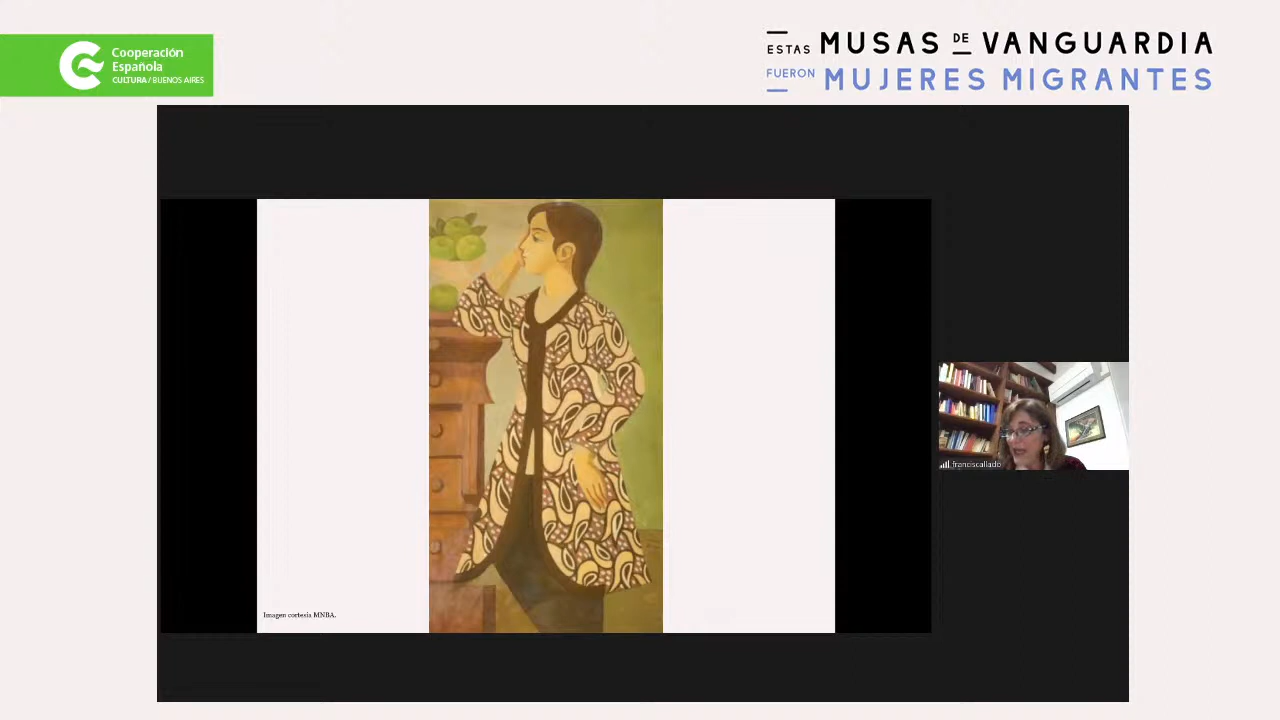 Cooperación
Española
CULTURA / BUENOS AIRES
ESTAS MUSAS DE VANGUARDIA
FUERON MUJERES MIGRANTES
franciscallado
Imagen cortesía MNBA.